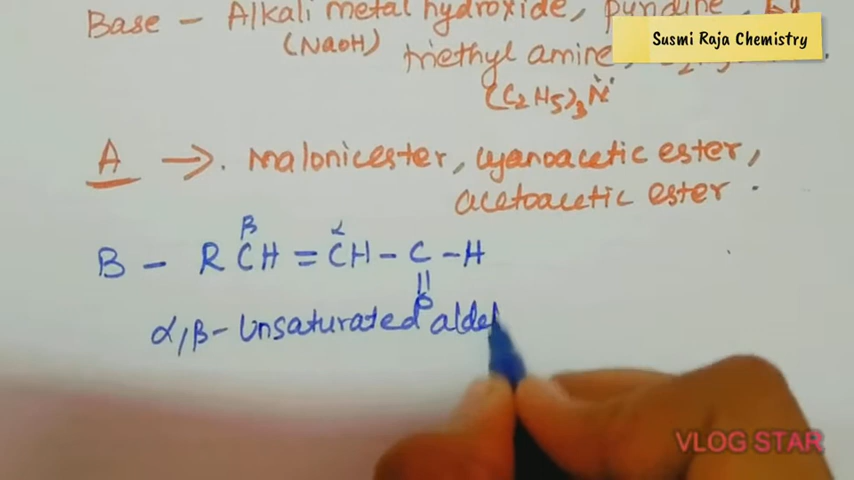 Base - Alkali metal hydroxide, pyridine,
(NaOH) triethyl amine,
(C2H5)3N̈
Susmi Raja Chemistry
A → . Malonicester, cyanoacetic ester,
acetoacetic ester .
β α
B - RCH = CH - C - H
||
O
α,β - Unsaturated aldeh
VLOG STAR